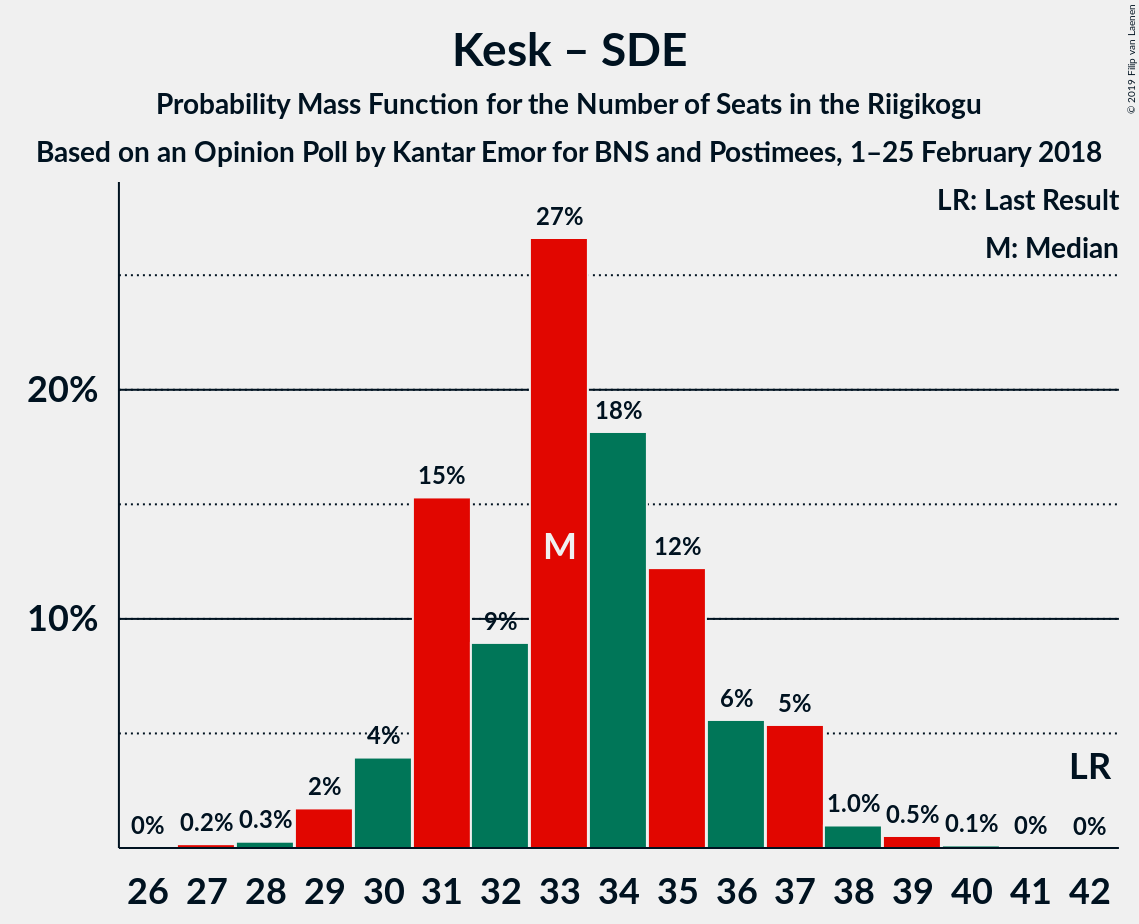 Kesk – SDE
Probability Mass Function for the Number of Seats in the Riigikogu
Based on an Opinion Poll by Kantar Emor for BNS and Postimees, 1–25 February 2018
© 2019 Filip van Laenen
LR: Last Result
M: Median
20%
10%
0%
0.2%
0.3%
2%
4%
15%
9%
27%
M
18%
12%
6%
5%
1.0%
0.5%
0.1%
0%
0%
LR
26 27 28 29 30 31 32 33 34 35 36 37 38 39 40 41 42